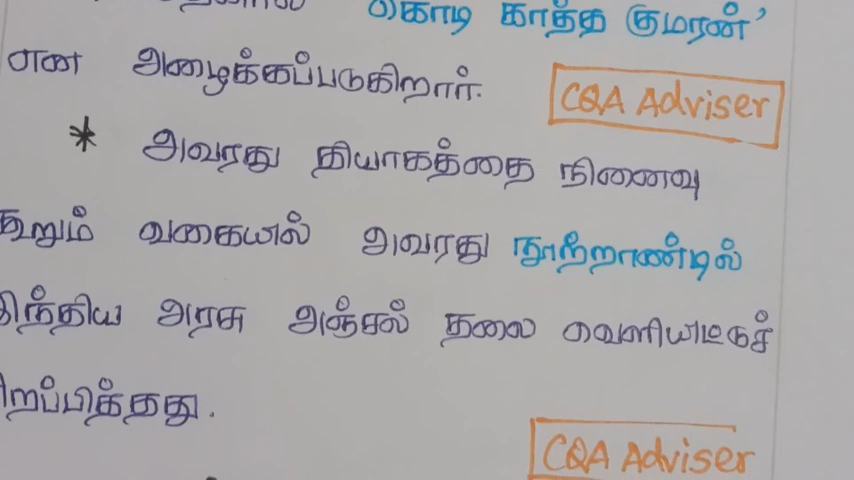 கொடி காத்த குமரன்'
என அழைக்கப்படுகிறார்.
CQA Adviser
* அவரது தியாகத்தை நினைவு
கூறும் வகையில் அவரது நூற்றாண்டில்
இந்திய அரசு அஞ்சல் தலை வெளியிட்டுச்
சிறப்பித்தது.
CQA Adviser